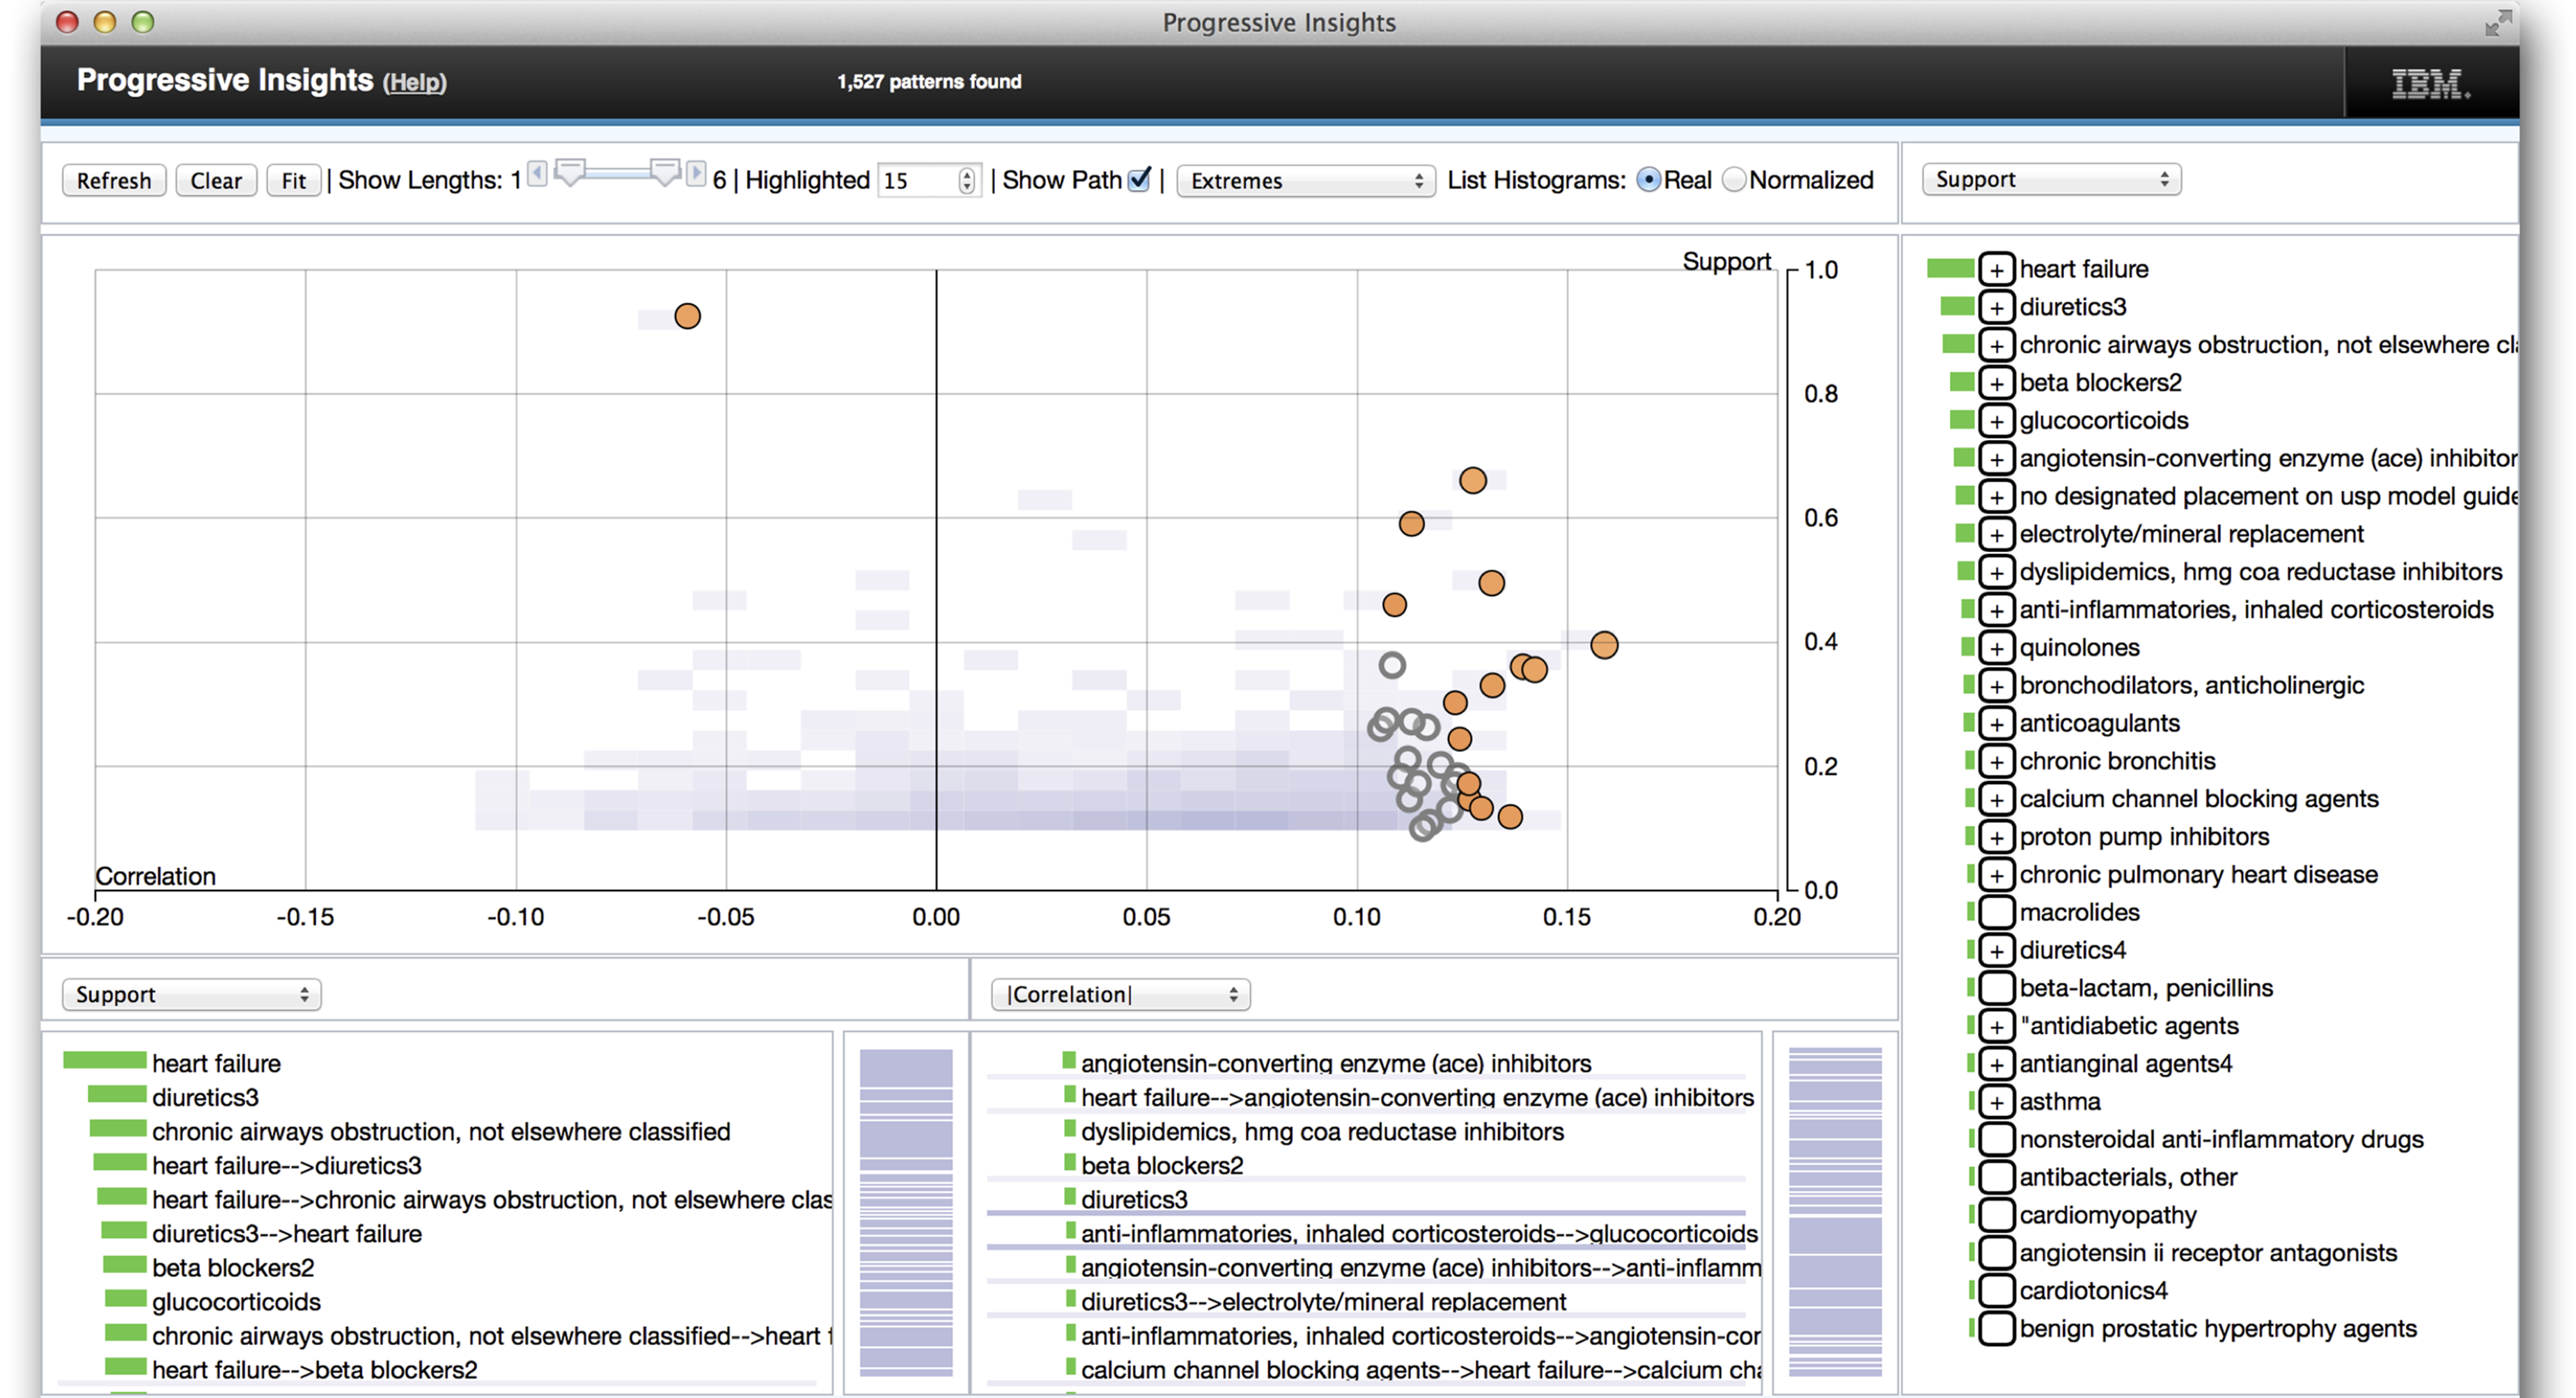 Progressive Insights
Progressive Insights (Help)
1,527 patterns found
IBM.
Refresh Clear Fit | Show Lengths: 1 6 | Highlighted 15 | Show Path | Extremes List Histograms: Real Normalized
Support
Support
1.0
0.8
0.6
0.4
0.2
0.0
Correlation
-0.20 -0.15 -0.10 -0.05 0.00 0.05 0.10 0.15 0.20
Support
heart failure
diuretics3
chronic airways obstruction, not elsewhere classified
heart failure-->diuretics3
heart failure-->chronic airways obstruction, not elsewhere clas
diuretics3-->heart failure
beta blockers2
glucocorticoids
chronic airways obstruction, not elsewhere classified-->heart f
heart failure-->beta blockers2
|Correlation|
angiotensin-converting enzyme (ace) inhibitors
heart failure-->angiotensin-converting enzyme (ace) inhibitors
dyslipidemics, hmg coa reductase inhibitors
beta blockers2
diuretics3
anti-inflammatories, inhaled corticosteroids-->glucocorticoids
angiotensin-converting enzyme (ace) inhibitors-->anti-inflamm
diuretics3-->electrolyte/mineral replacement
anti-inflammatories, inhaled corticosteroids-->angiotensin-cor
calcium channel blocking agents-->heart failure-->calcium cha
+ heart failure
+ diuretics3
+ chronic airways obstruction, not elsewhere cla
+ beta blockers2
+ glucocorticoids
+ angiotensin-converting enzyme (ace) inhibitor
+ no designated placement on usp model guide
+ electrolyte/mineral replacement
+ dyslipidemics, hmg coa reductase inhibitors
+ anti-inflammatories, inhaled corticosteroids
+ quinolones
+ bronchodilators, anticholinergic
+ anticoagulants
+ chronic bronchitis
+ calcium channel blocking agents
+ proton pump inhibitors
+ chronic pulmonary heart disease
macrolides
+ diuretics4
beta-lactam, penicillins
+ "antidiabetic agents
+ antianginal agents4
+ asthma
nonsteroidal anti-inflammatory drugs
antibacterials, other
cardiomyopathy
angiotensin ii receptor antagonists
cardiotonics4
benign prostatic hypertrophy agents